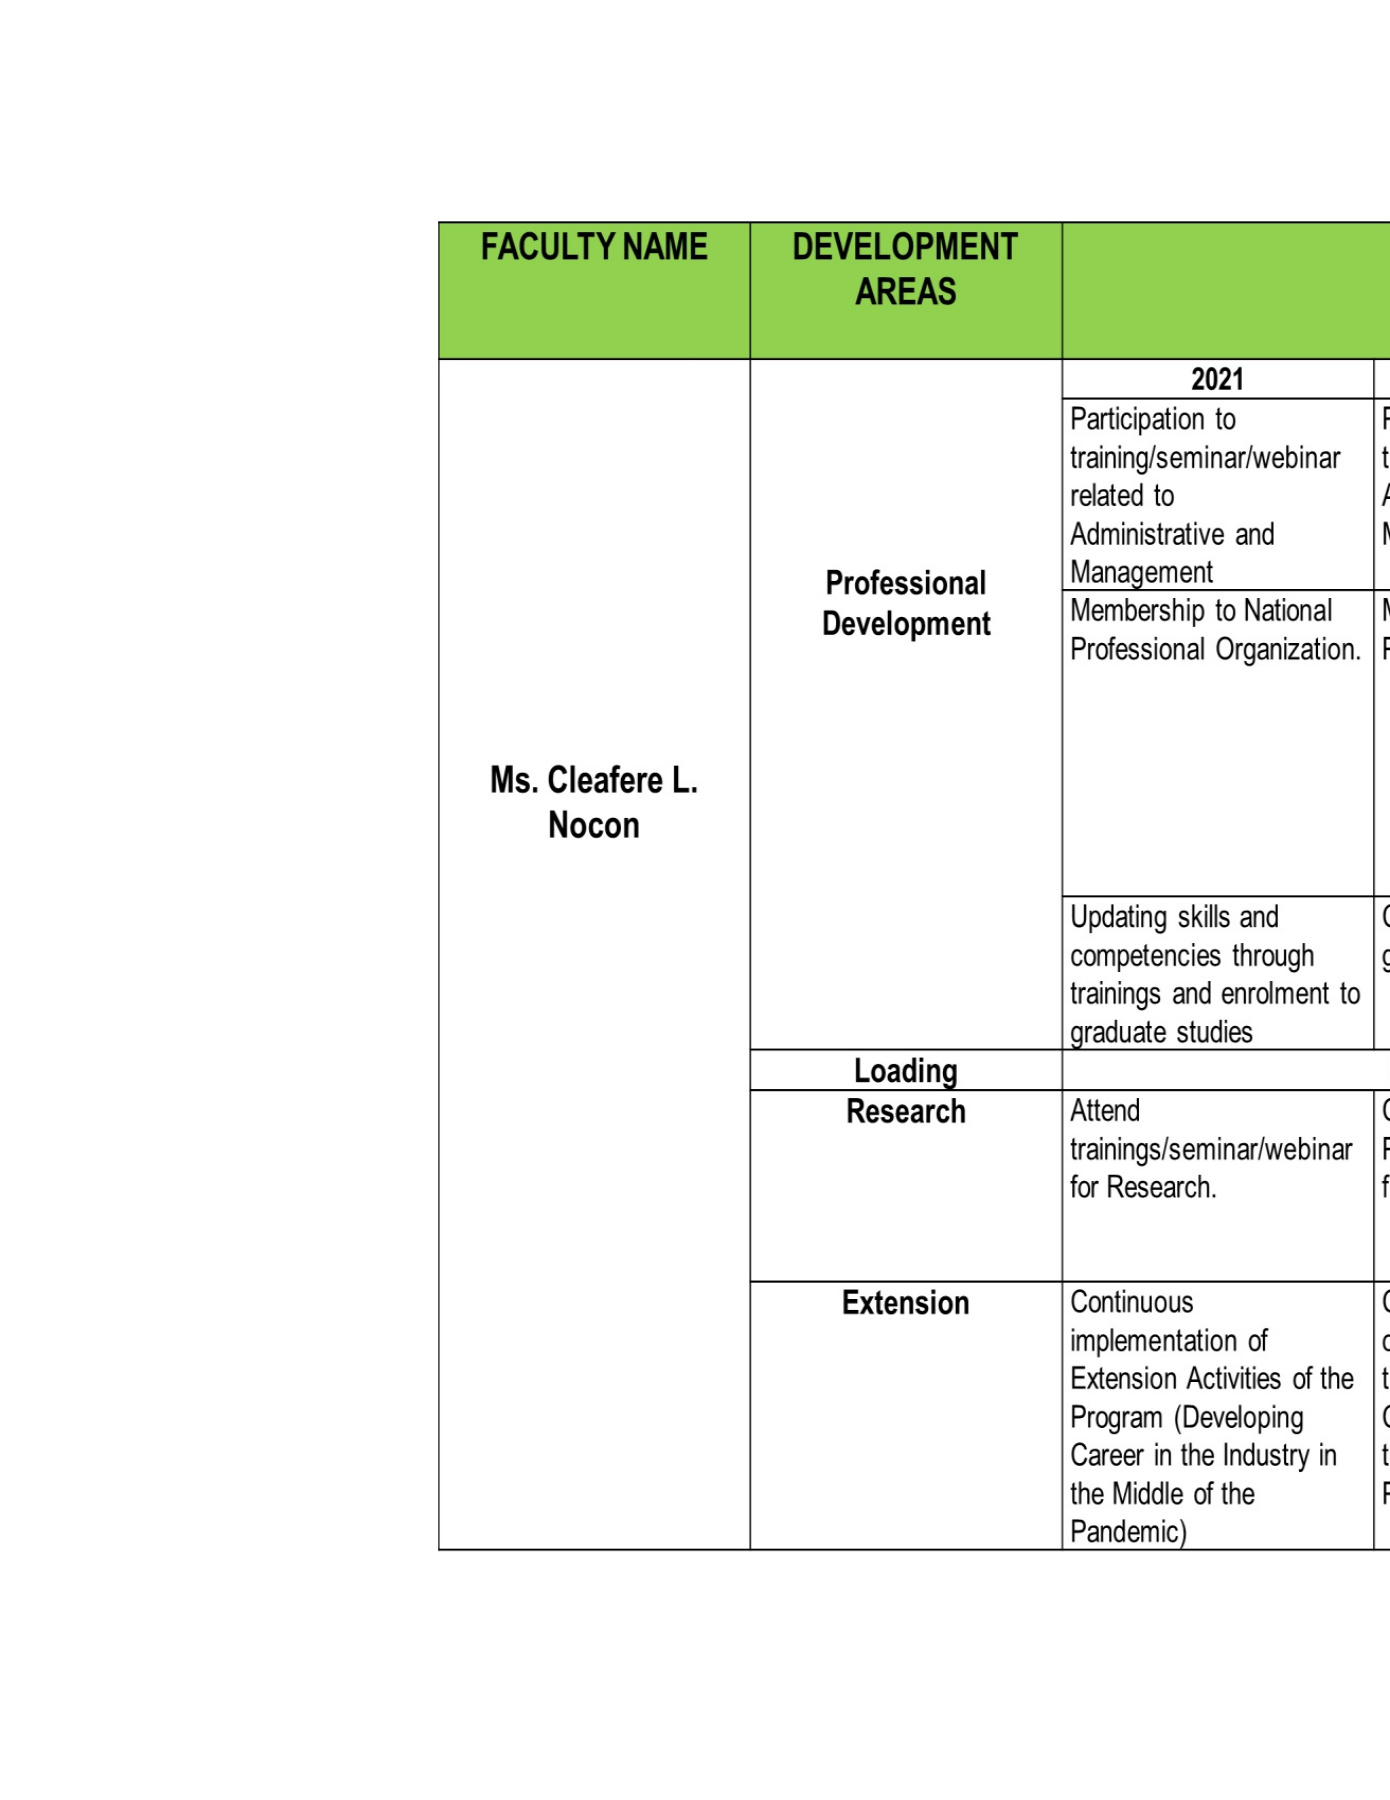 FACULTY NAME
DEVELOPMENT
AREAS
Ms. Cleafere L.
Nocon
Professional
Development
2021
Participation to
training/seminar/webinar
related to
Administrative and
Management
Membership to National
Professional Organization.
Updating skills and
competencies through
trainings and enrolment to
graduate studies
Loading
Research
Attend
trainings/seminar/webinar
for Research.
Extension
Continuous
implementation of
Extension Activities of the
Program (Developing
Career in the Industry in
the Middle of the
Pandemic)